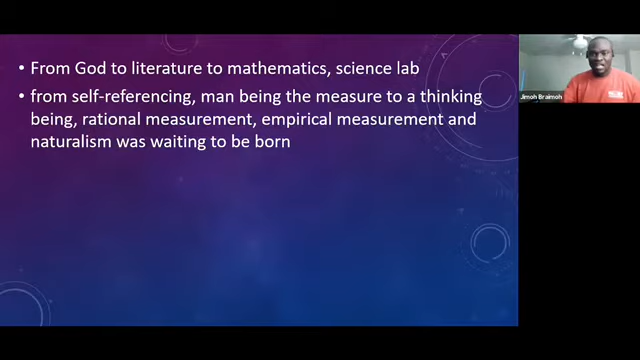 • From God to literature to mathematics, science lab
• from self-referencing, man being the measure to a thinking
being, rational measurement, empirical measurement and
naturalism was waiting to be born
Jimoh Braimoh